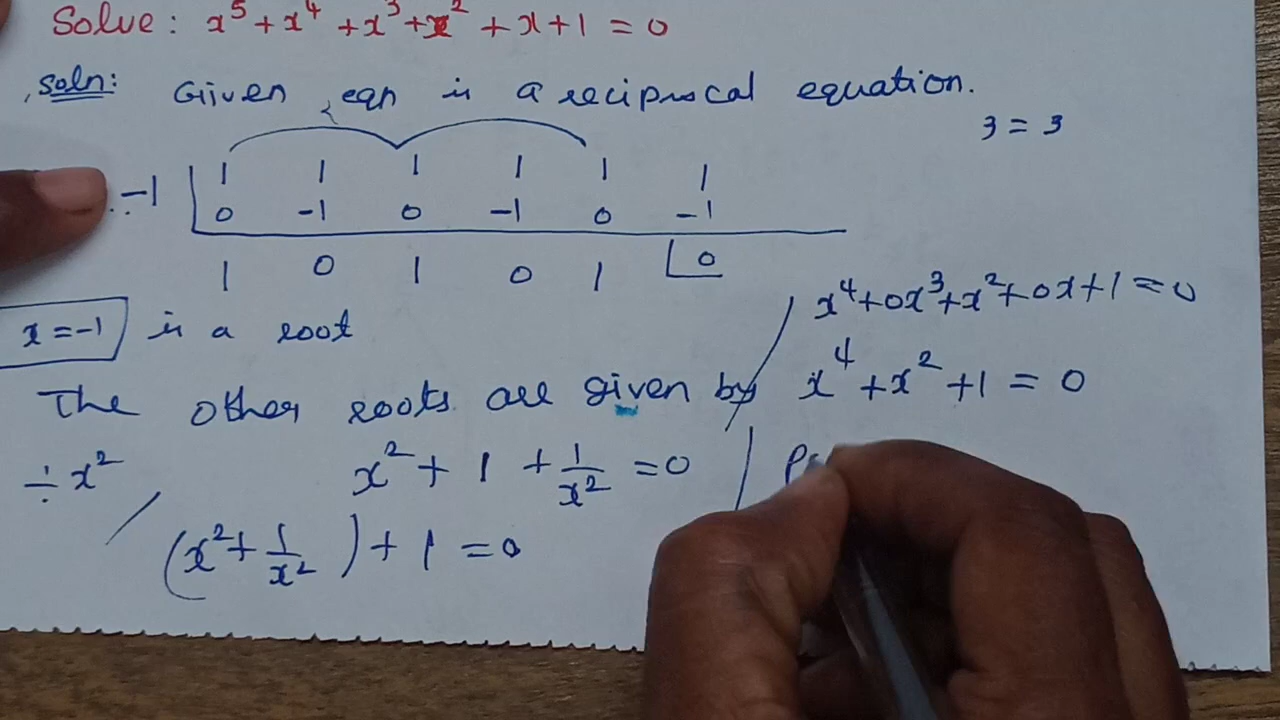 Solve: x⁵+x⁴+x³+x²+x+1=0
Soln: Given eqn is a reciprocal equation.
3=3
-1 | 1 1 1 1 1 1
0 -1 0 -1 0 -1
1 0 1 0 1 |0
x=-1 is a root
x⁴+0x³+x²+0x+1=0
The other roots are given by x⁴+x²+1=0
÷x² x²+1+1/x²=0
(x²+1/x²)+1=0